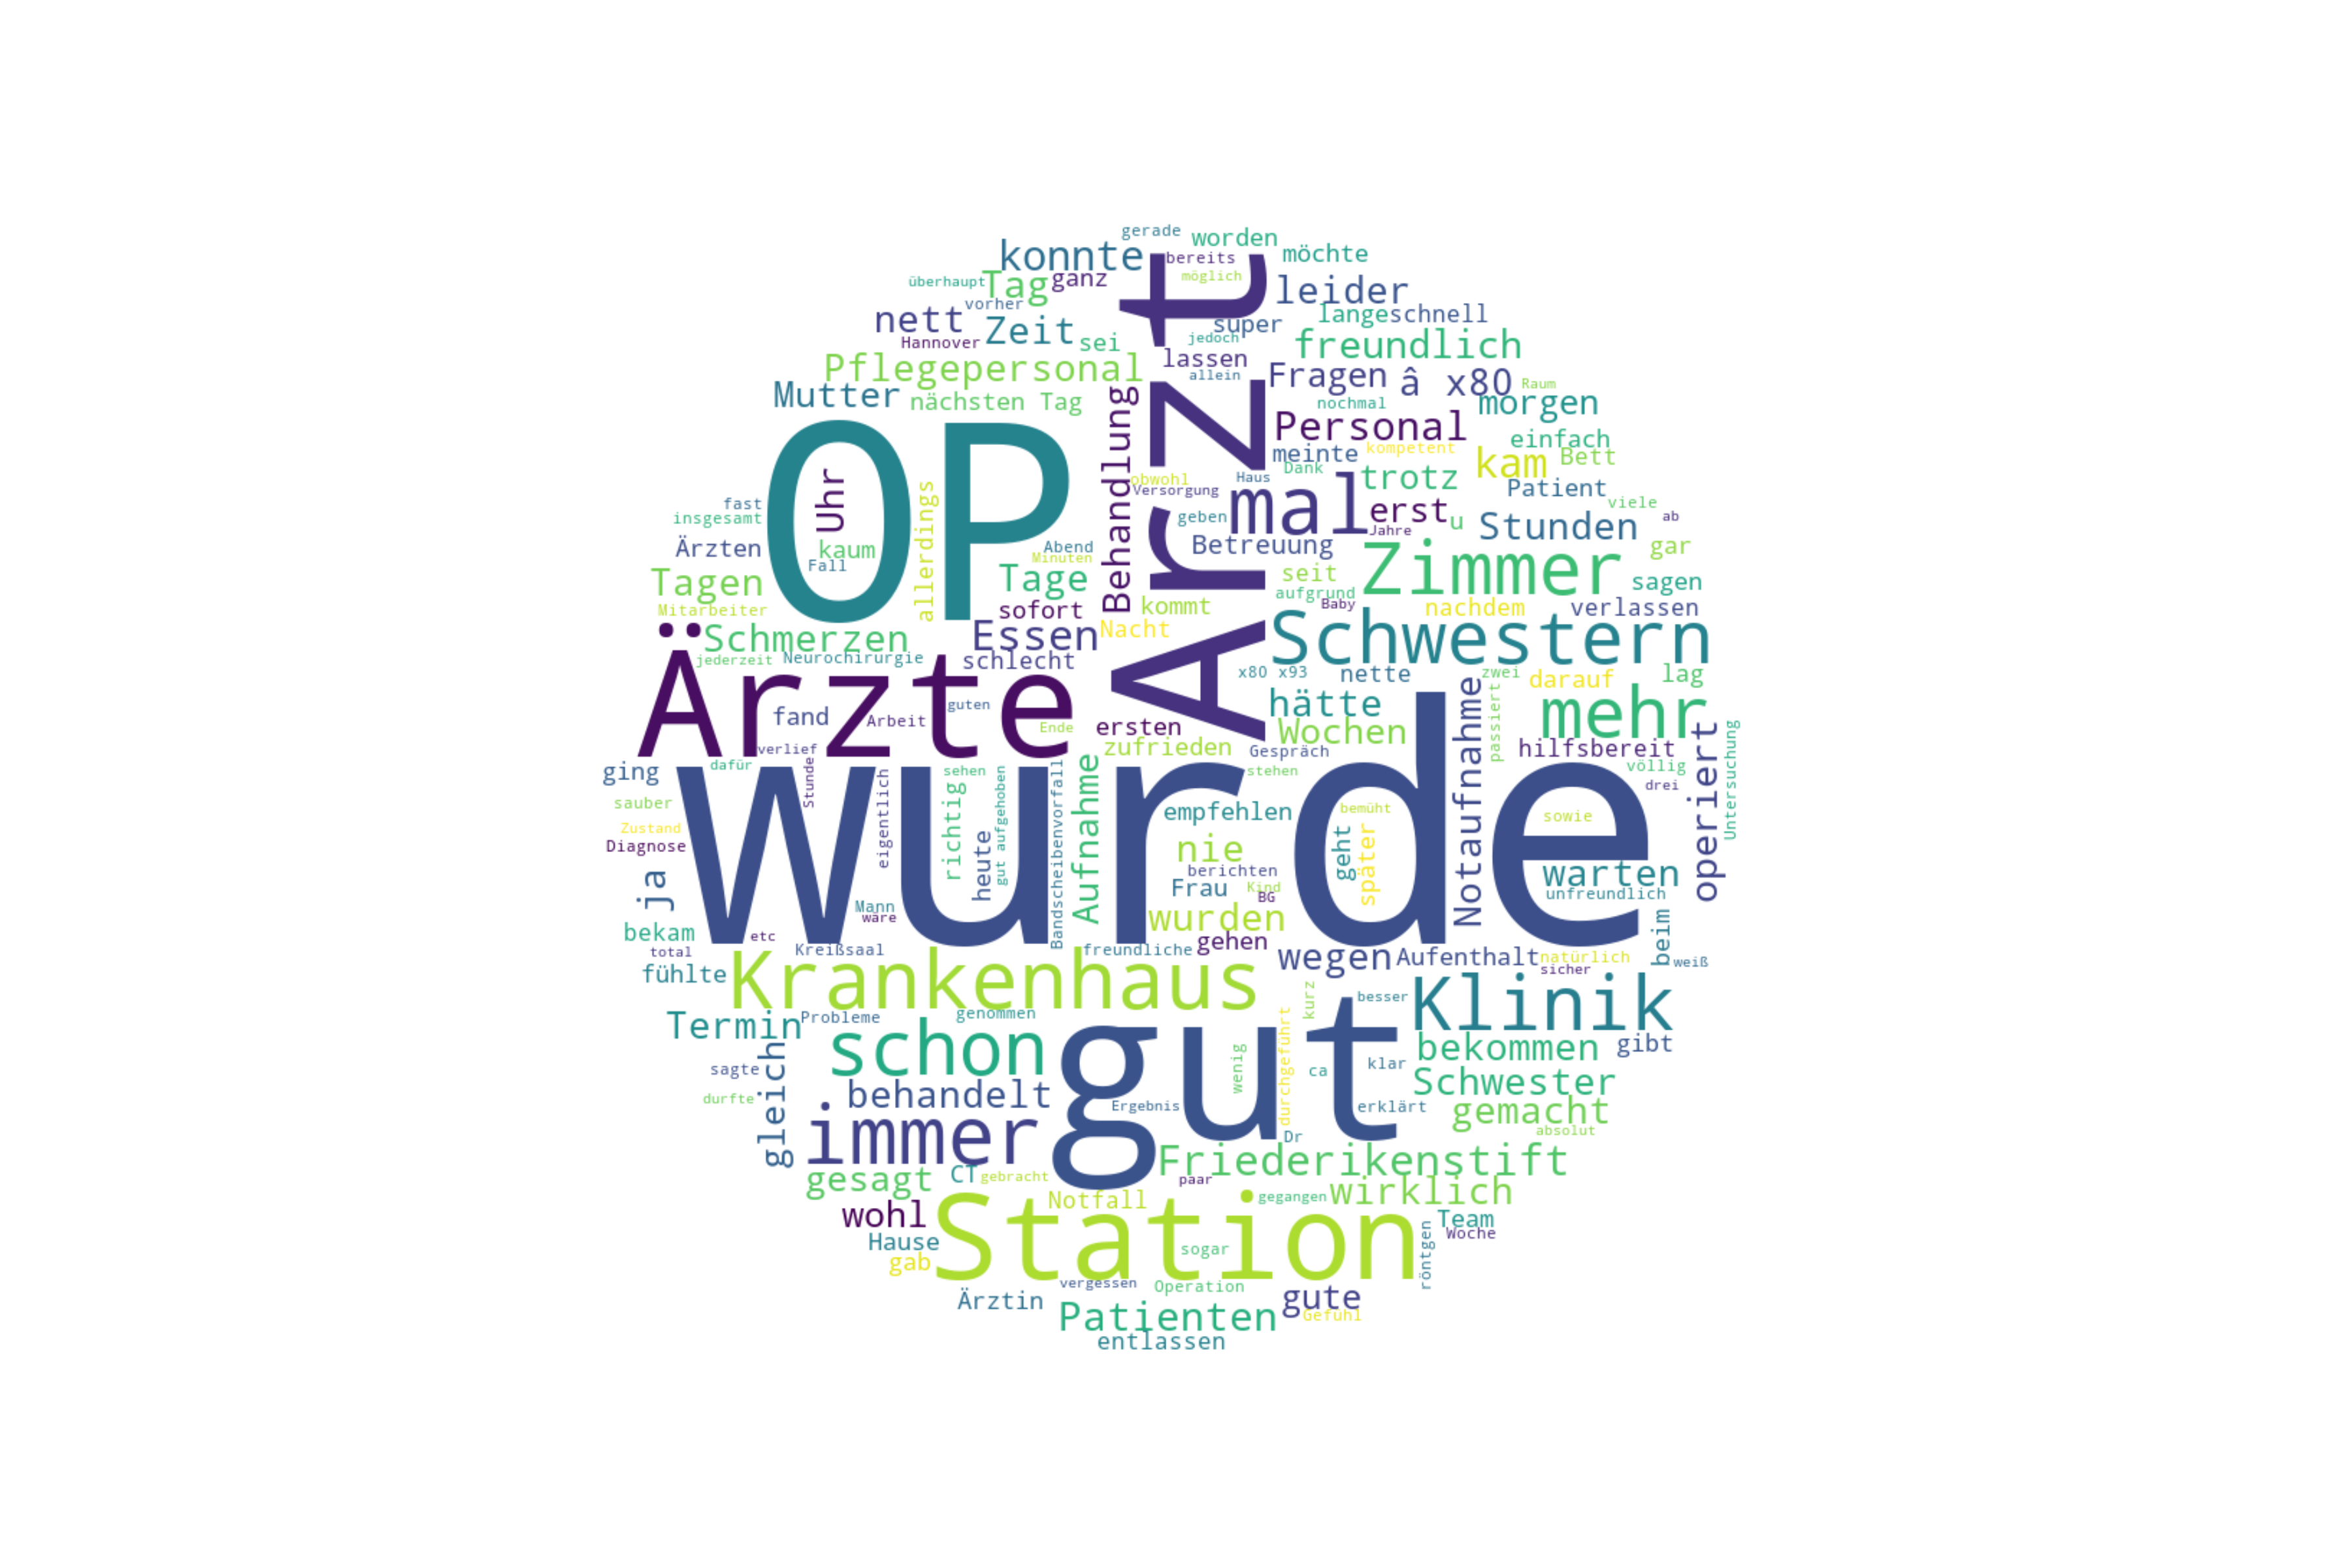 gerade
worden
konnte
bereits
möchte
überhaupt
Tag
ganz
möglich
leider
vorher
nett
Zeit
super
lange
schnell
Hannover
sei
jedoch
freundlich
Pflegepersonal
lassen
allein
Fragen
â x80
Raum
Mutter
nächsten Tag
nochmal
morgen
Arzt
Behandlung
Personal
einfach
meinte
kompetent
kam
Bett
OP
Uhr
obwohl
Haus
Dank
trotz
Versorgung
Patient
fast
insgesamt
allerdings
geben
mal
Jahre
erst
u
Stunden
viele
ab
Ärzten
kaum
Fall
Abend
Minuten
Betreuung
gar
Tagen
Tage
seit
Zimmer
sagen
Mitarbeiter
sofort
kommt
aufgrund
Baby
nachdem
verlassen
Schmerzen
Essen
Nacht
Schwestern
jederzeit
Neurochirurgie
schlecht
x80 x93
nette
zwei
darauf
lag
Ärzte
fand
Arbeit
guten
hätte
Notaufnahme
passiert
mehr
verlief
Ende
ersten
Wochen
zufrieden
Gespräch
hilfsbereit
operiert
Untersuchung
ging
dafür
Stunde
eigentlich
sehen
gut aufgehoben
Bandscheibenvorfall
Aufnahme
stehen
völlig
drei
sauber
wurde
richtig
empfehlen
bemüht
sowie
Zustand
Diagnose
heute
nie
geht
später
warten
ja
berichten
Frau
Kind
BG
unfreundlich
Mann
wäre
wurden
bekam
etc
total
Kreißsaal
freundliche
gehen
wegen
Aufenthalt
natürlich
sicher
beim
weiß
fühlte
Krankenhaus
kurz
besser
Klinik
Termin
Probleme
genommen
schon
gut
wenig
durchgeführt
bekommen
gibt
sagte
gleich
ca
klar
Schwester
durfte
behandelt
Ergebnis
erklärt
gemacht
absolut
immer
Dr
Friederikenstift
gesagt
CT
gebracht
paar
gegangen
wirklich
wohl
Notfall
Station
Team
Woche
Hause
sogar
röntgen
gab
vergessen
Operation
Ärztin
Patienten
gute
Gefühl
entlassen